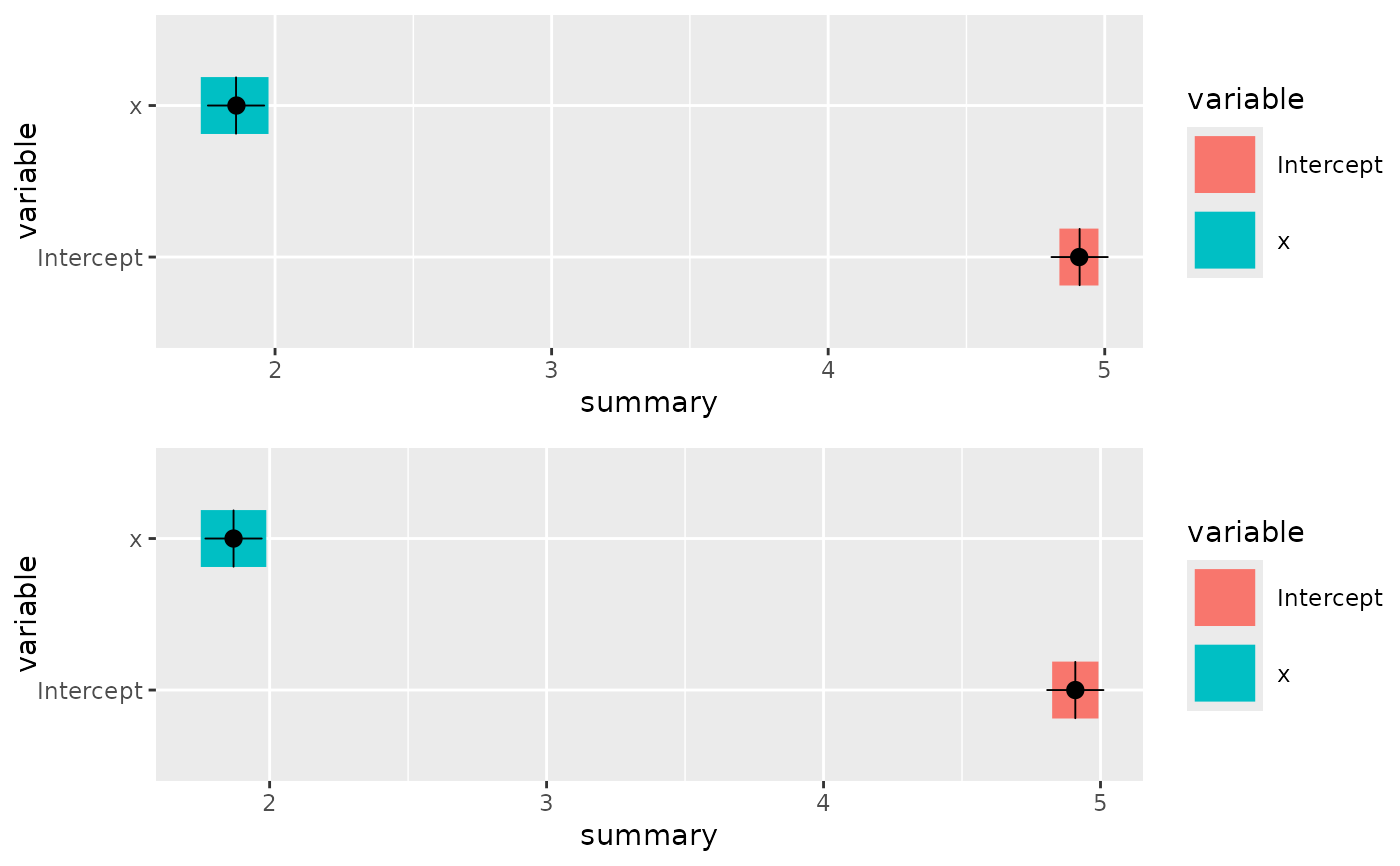 variable
x
Intercept
2 3 4 5
summary
variable
Intercept
x
variable
x
Intercept
2 3 4 5
summary
variable
Intercept
x